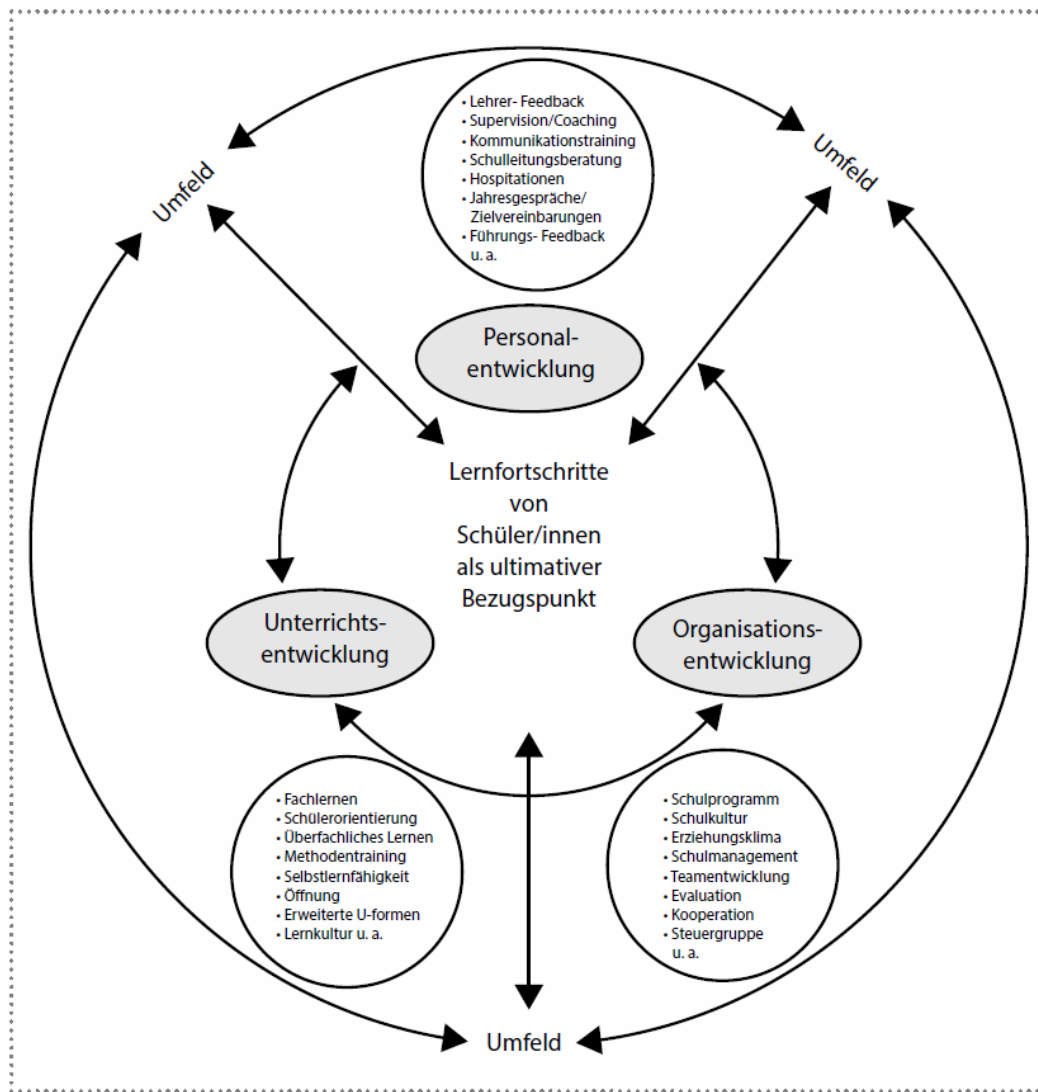 • Lehrer- Feedback
• Supervision/Coaching
• Kommunikationstraining
• Schulleitungsberatung
• Hospitationen
• Jahresgespräche/
Zielvereinbarungen
• Führungs- Feedback
u. a.
Umfeld
Umfeld
Personal-
entwicklung
Lernfortschritte
von
Schüler/innen
als ultimativer
Bezugspunkt
Unterrichts-
entwicklung
Organisations-
entwicklung
• Fachlernen
• Schülerorientierung
• Überfachliches Lernen
• Methodentraining
• Selbstlernfähigkeit
• Öffnung
• Erweiterte U-formen
• Lernkultur u. a.
• Schulprogramm
• Schulkultur
• Erziehungsklima
• Schulmanagement
• Teamentwicklung
• Evaluation
• Kooperation
• Steuergruppe
u. a.
Umfeld